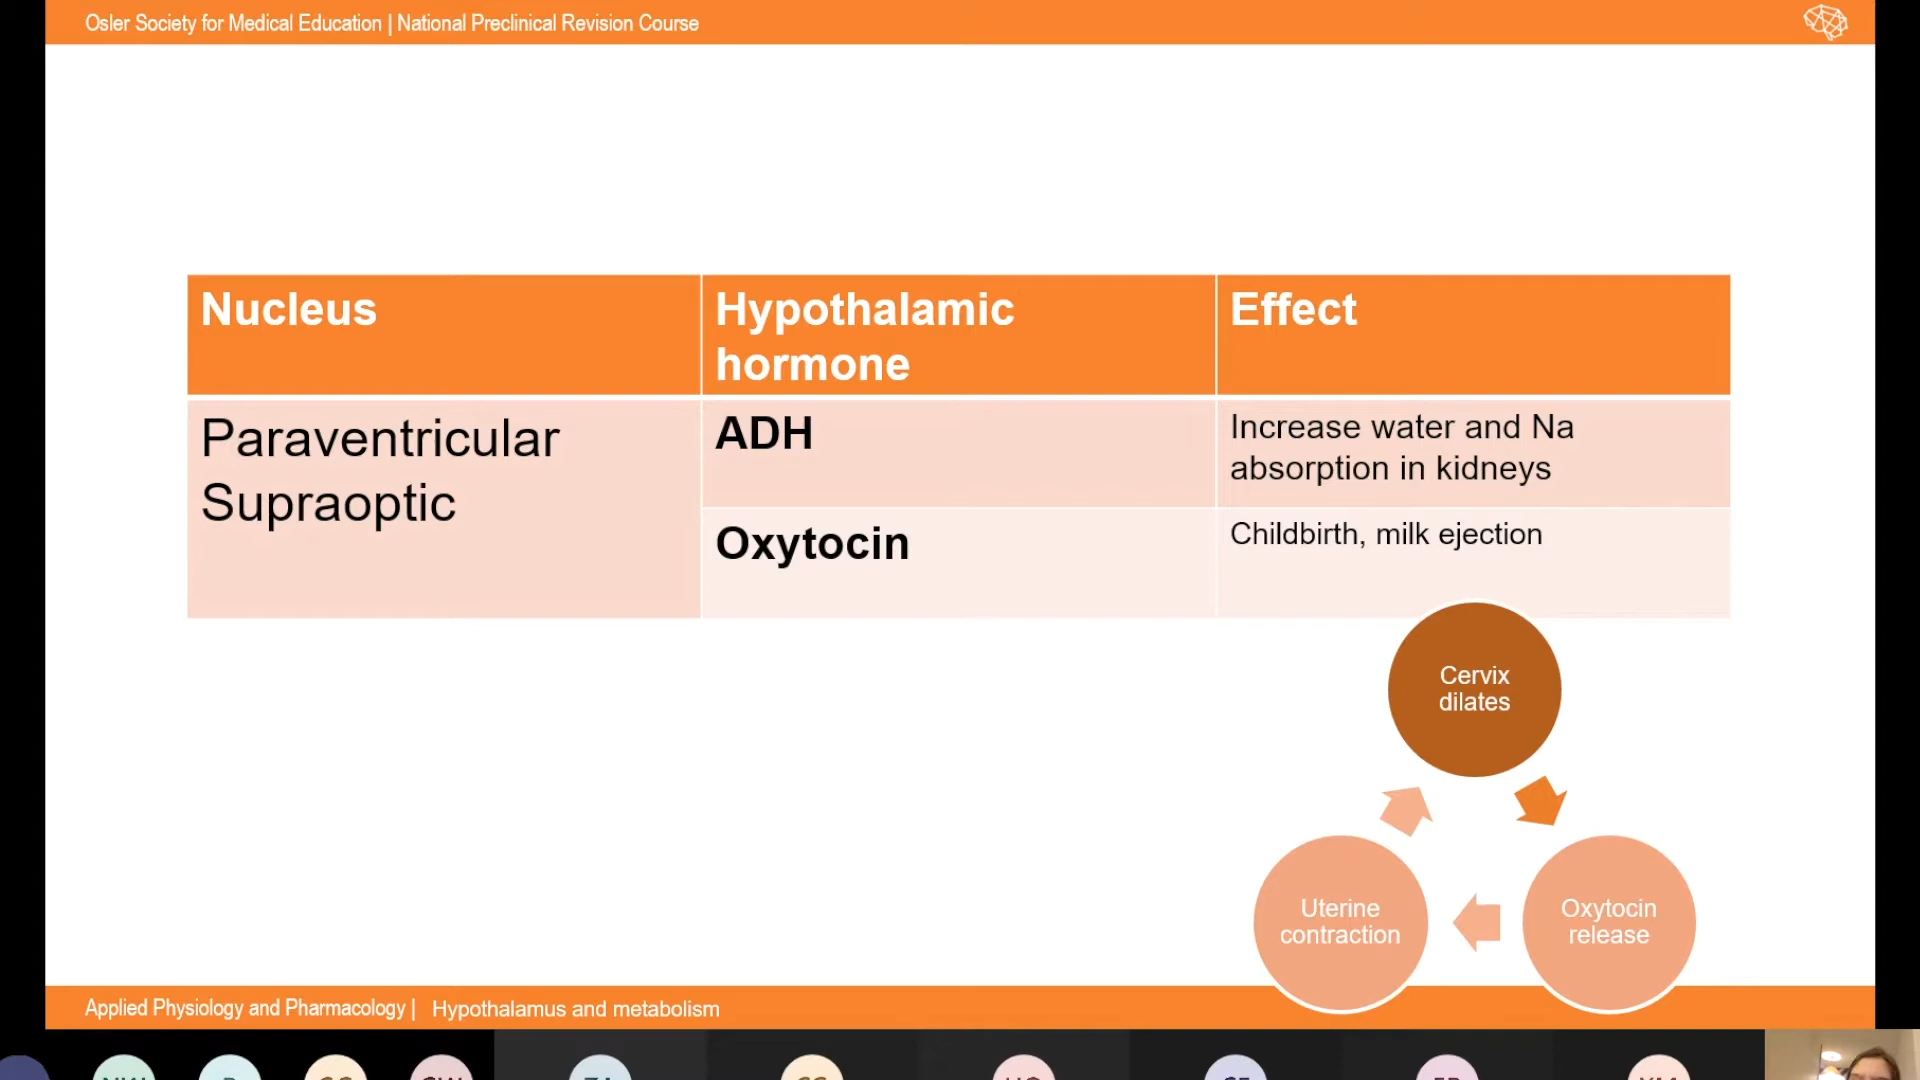 Osler Society for Medical Education | National Preclinical Revision Course
Nucleus
Hypothalamic
hormone
Effect
Paraventricular
Supraoptic
ADH
Increase water and Na
absorption in kidneys
Oxytocin
Childbirth, milk ejection
Cervix
dilates
Uterine
contraction
Oxytocin
release
Applied Physiology and Pharmacology | Hypothalamus and metabolism